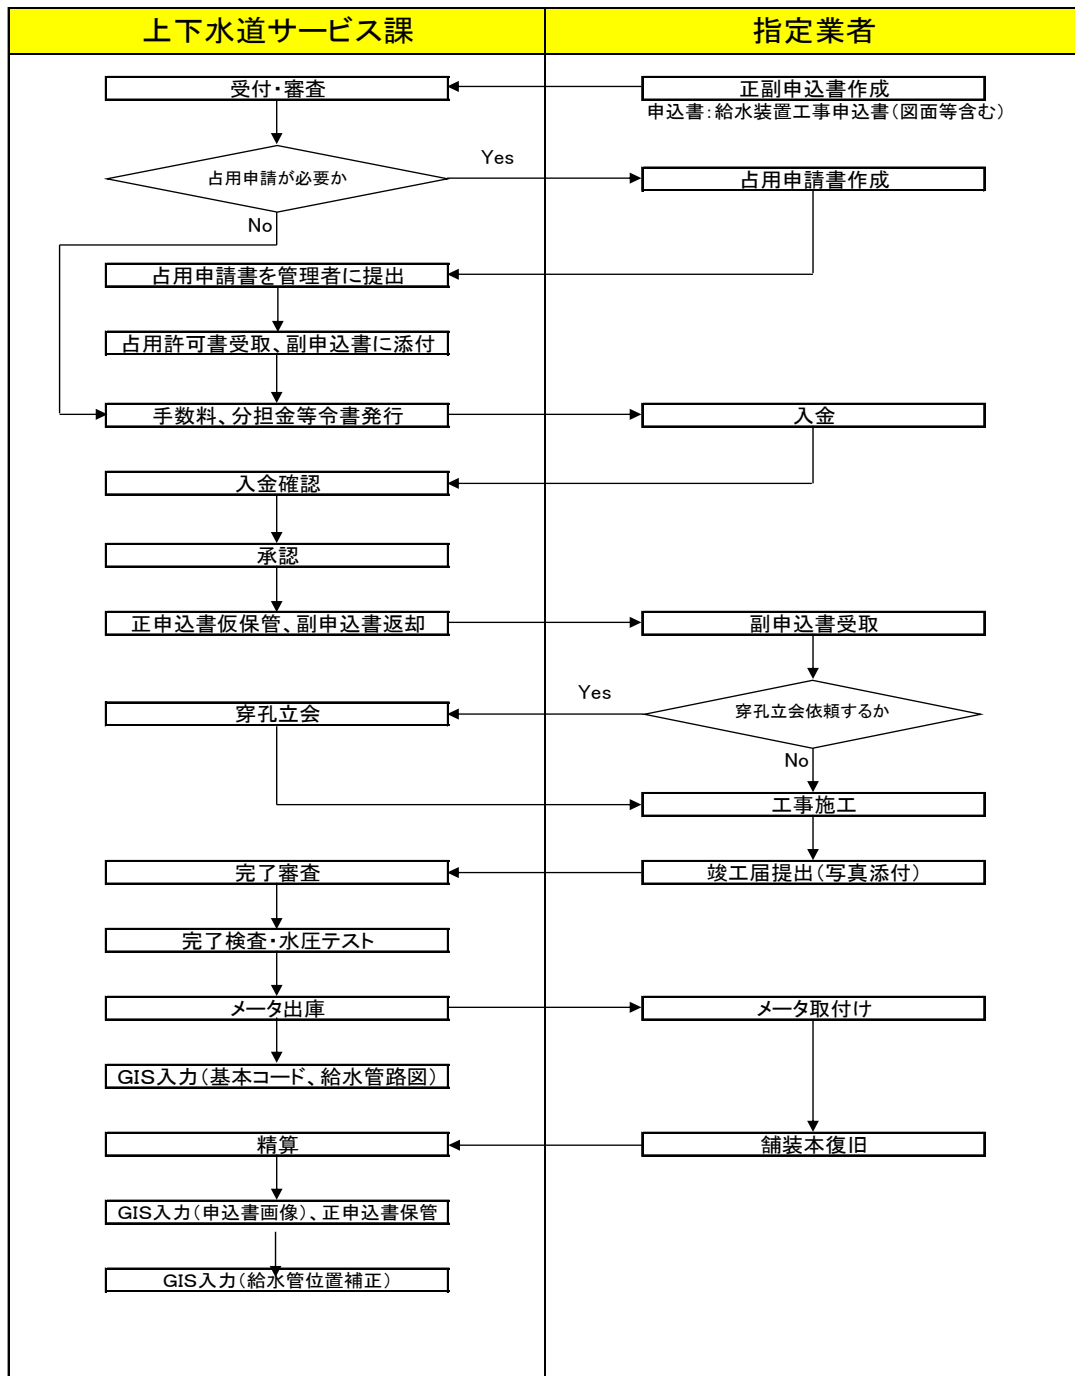 上下水道サービス課
指定業者
受付・審査
正副申込書作成
申込書：給水装置工事申込書（図面等含む）
占用申請が必要か
Yes
占用申請書作成
No
占用申請書を管理者に提出
占用許可書受取、副申込書に添付
手数料、分担金等令書発行
入金
入金確認
承認
正申込書仮保管、副申込書返却
副申込書受取
穿孔立会
Yes
穿孔立会依頼するか
No
工事施工
完了審査
竣工届提出（写真添付）
完了検査・水圧テスト
メータ出庫
メータ取付け
GIS入力（基本コード、給水管路図）
精算
舗装本復旧
GIS入力（申込書画像）、正申込書保管
GIS入力（給水管位置補正）